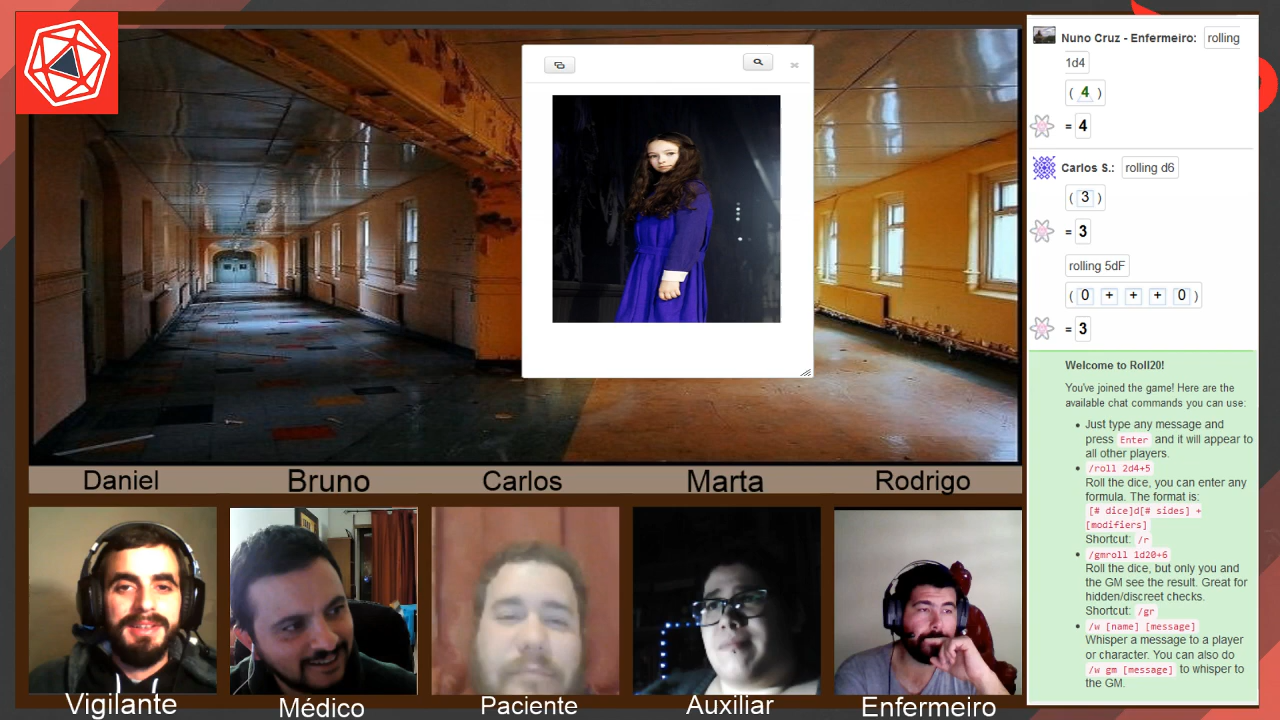 Nuno Cruz - Enfermeiro: rolling
1d4
( 4 )
= 4
Carlos S.: rolling d6
( 3 )
= 3
rolling 5dF
( 0 + + + 0 )
= 3
Welcome to Roll20!
You've joined the game! Here are the
available chat commands you can use:
• Just type any message and
press Enter and it will appear to
all other players.
• /roll 2d4+5
Roll the dice, you can enter any
formula. The format is:
[# dice]d[# sides] +
[modifiers]
Shortcut: /r
• /gmroll 1d20+6
Roll the dice, but only you and
the GM see the result. Great for
hidden/discreet checks.
Shortcut: /gr
• /w [name] [message]
Whisper a message to a player
or character. You can also do
/w gm [message] to whisper to
the GM.
Daniel Bruno Carlos Marta Rodrigo
Vigilante Médico Paciente Auxiliar Enfermeiro